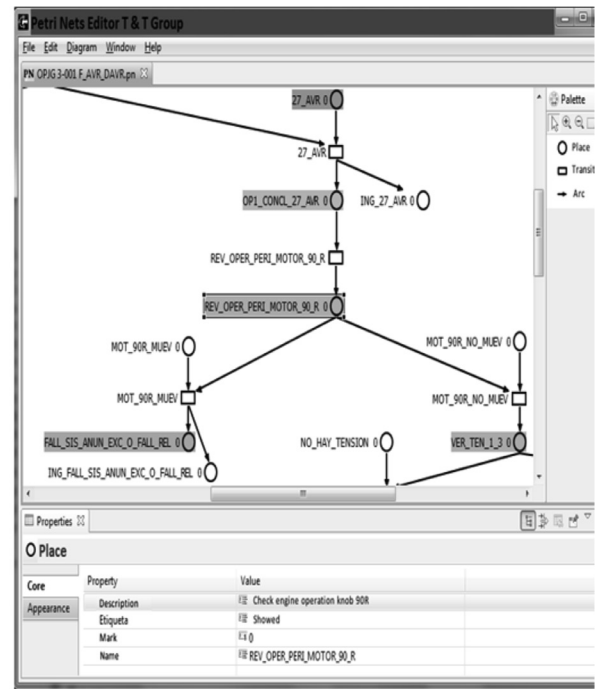 Petri Nets Editor T & T Group
File Edit Diagram Window Help
PN OPJG 3-001 F_AVR_DAVR.pn
27_AVR 0
27_AVR
OP1_CONCL_27_AVR 0
ING_27_AVR 0
REV_OPER_PERI_MOTOR_90_R
REV_OPER_PERI_MOTOR_90_R 0
MOT_90R_MUEV 0
MOT_90R_NO_MUEV 0
MOT_90R_MUEV
MOT_90R_NO_MUEV
FALL_SIS_ANUN_EXC_O_FALL_REL 0
NO_HAY_TENSION 0
VER_TEN_1_3 0
ING_FALL_SIS_ANUN_EXC_O_FALL_REL 0
Palette
Place
Transit
Arc
Properties
Place
Core
Appearance
Property Value
Description Check engine operation knob 90R
Etiqueta Showed
Mark 0
Name REV_OPER_PERI_MOTOR_90_R